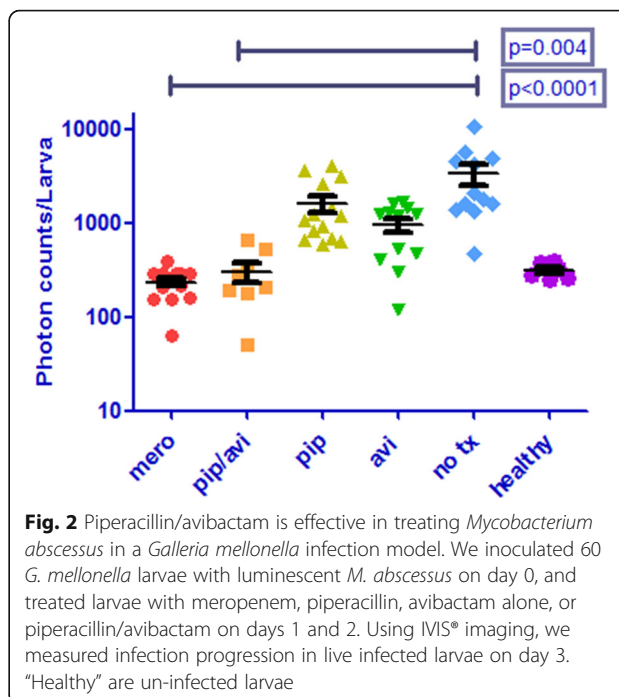 p=0.004
p<0.0001
10000
1000
100
10
Photon counts/Larva
mero
pip/avi
pip
avi
no tx
healthy
Fig. 2 Piperacillin/avibactam is effective in treating Mycobacterium
abscessus in a Galleria mellonella infection model. We inoculated 60
G. mellonella larvae with luminescent M. abscessus on day 0, and
treated larvae with meropenem, piperacillin, avibactam alone, or
piperacillin/avibactam on days 1 and 2. Using IVIS® imaging, we
measured infection progression in live infected larvae on day 3.
“Healthy” are un-infected larvae